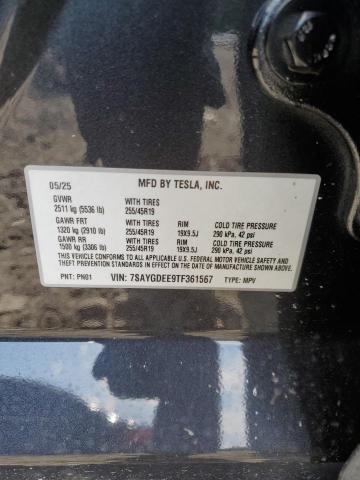 05/25 MFD BY TESLA, INC.
GVWR
2511 kg (5536 lb) WITH TIRES 255/45R19
GAWR FRT WITH TIRES RIM COLD TIRE PRESSURE
1320 kg (2910 lb) 255/45R19 19X9.5J 290 kPa, 42 psi
GAWR RR WITH TIRES RIM COLD TIRE PRESSURE
1500 kg (3306 lb) 255/45R19 19X9.5J 290 kPa, 42 psi
THIS VEHICLE CONFORMS TO ALL APPLICABLE
U.S. FEDERAL MOTOR VEHICLE SAFETY AND
THEFT PREVENTION STANDARDS IN EFFECT ON
THE DATE OF MANUFACTURE SHOWN ABOVE.
PNT: PN01 VIN: 7SAYGDEE9TF361567 TYPE: MPV